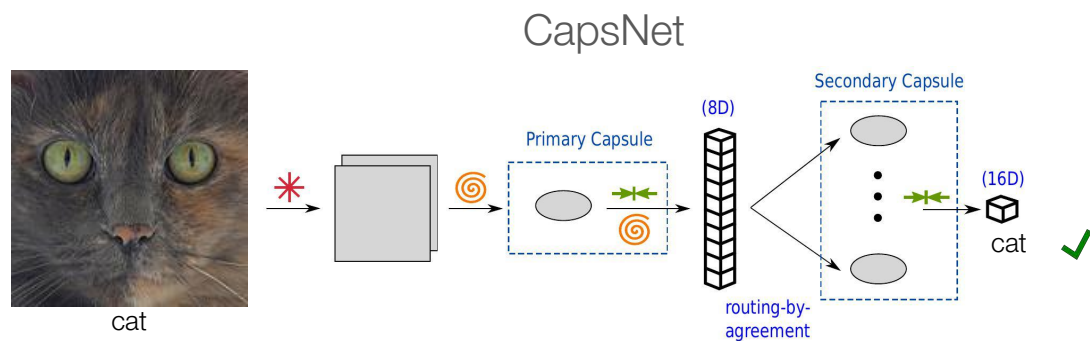 CapsNet
cat
Primary Capsule
(8D)
routing-by-
agreement
Secondary Capsule
(16D)
cat